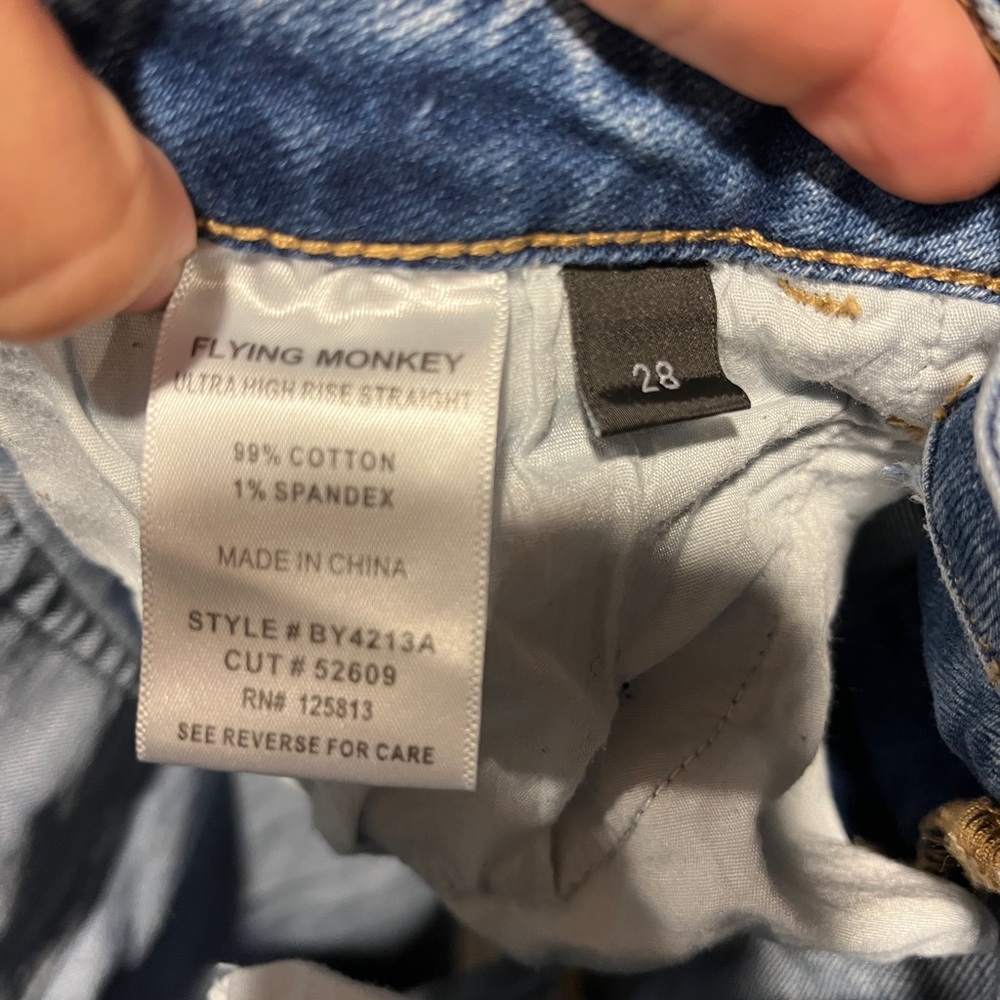 FLYING MONKEY
ULTRA HIGH RISE STRAIGHT
99% COTTON
1% SPANDEX
MADE IN CHINA
STYLE # BY4213A
CUT # 52609
RN# 125813
SEE REVERSE FOR CARE
28